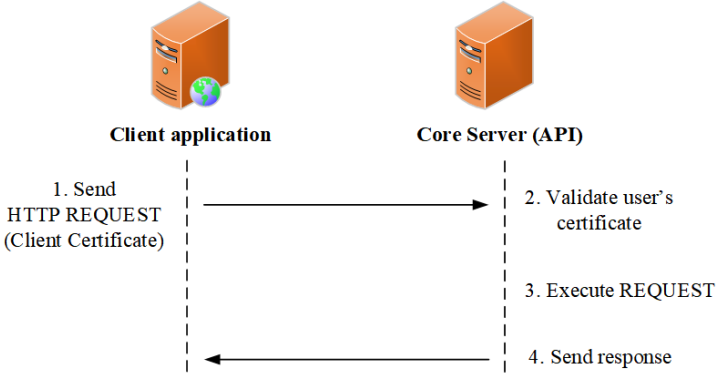 Client application
Core Server (API)
1. Send
HTTP REQUEST
(Client Certificate)
2. Validate user's
certificate
3. Execute REQUEST
4. Send response